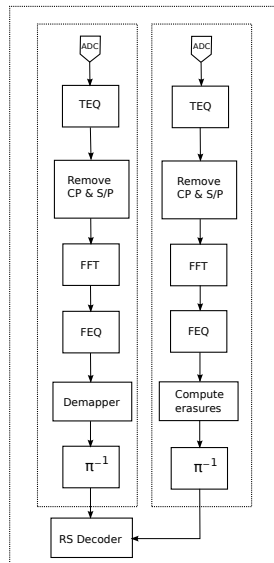 ADC
TEQ
Remove
CP & S/P
FFT
FEQ
Demapper
π⁻¹
ADC
TEQ
Remove
CP & S/P
FFT
FEQ
Compute
erasures
π⁻¹
RS Decoder